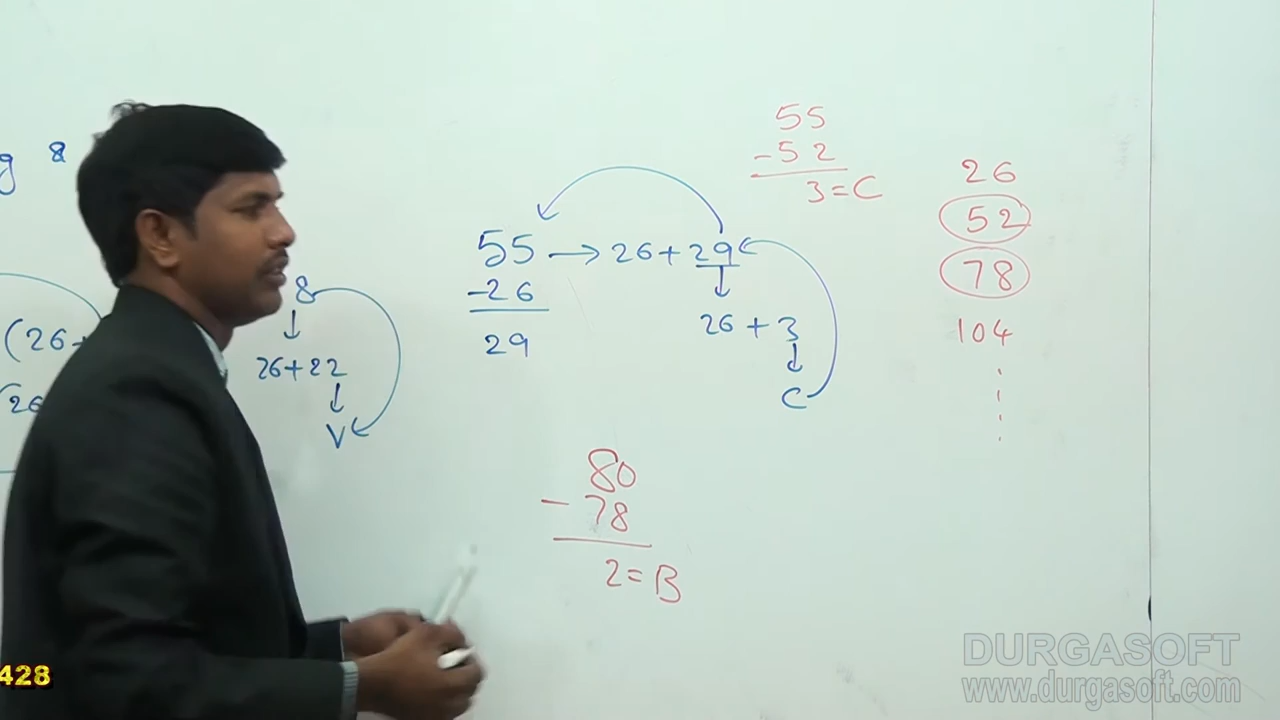 g 8
(26+
26
8
26+22
V
55 → 26+29
-26
29
26 + 3
C
55
-52
3=C
80
- 78
2=B
26
52
78
104
428
DURGASOFT
www.durgasoft.com